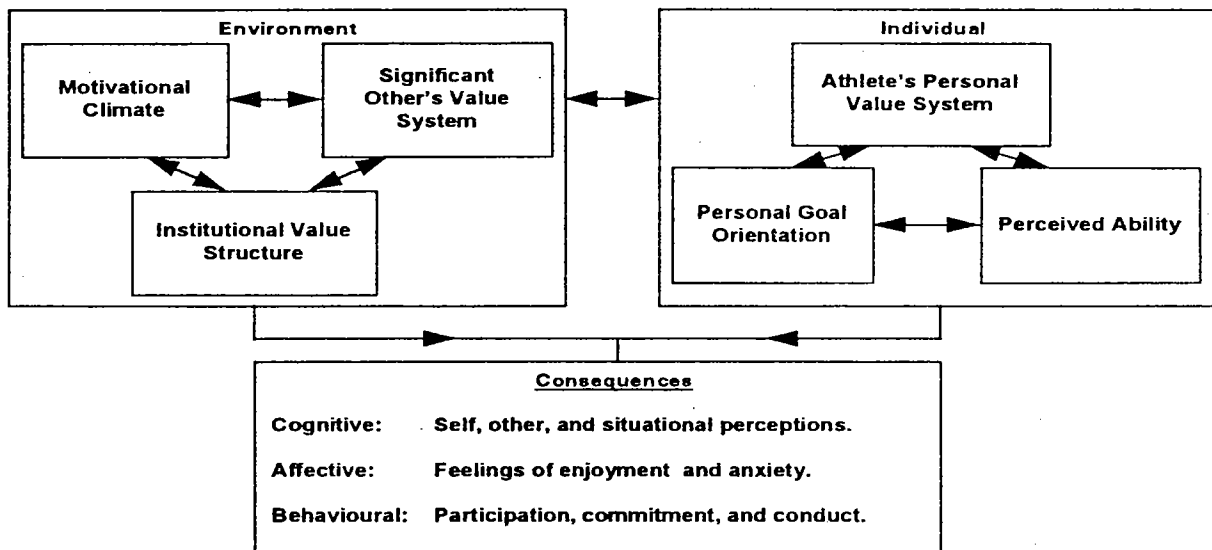 Environment
Motivational
Climate
Significant
Other's Value
System
Institutional Value
Structure
Individual
Athlete's Personal
Value System
Personal Goal
Orientation
Perceived Ability
Consequences
Cognitive: Self, other, and situational perceptions.
Affective: Feelings of enjoyment and anxiety.
Behavioural: Participation, commitment, and conduct.